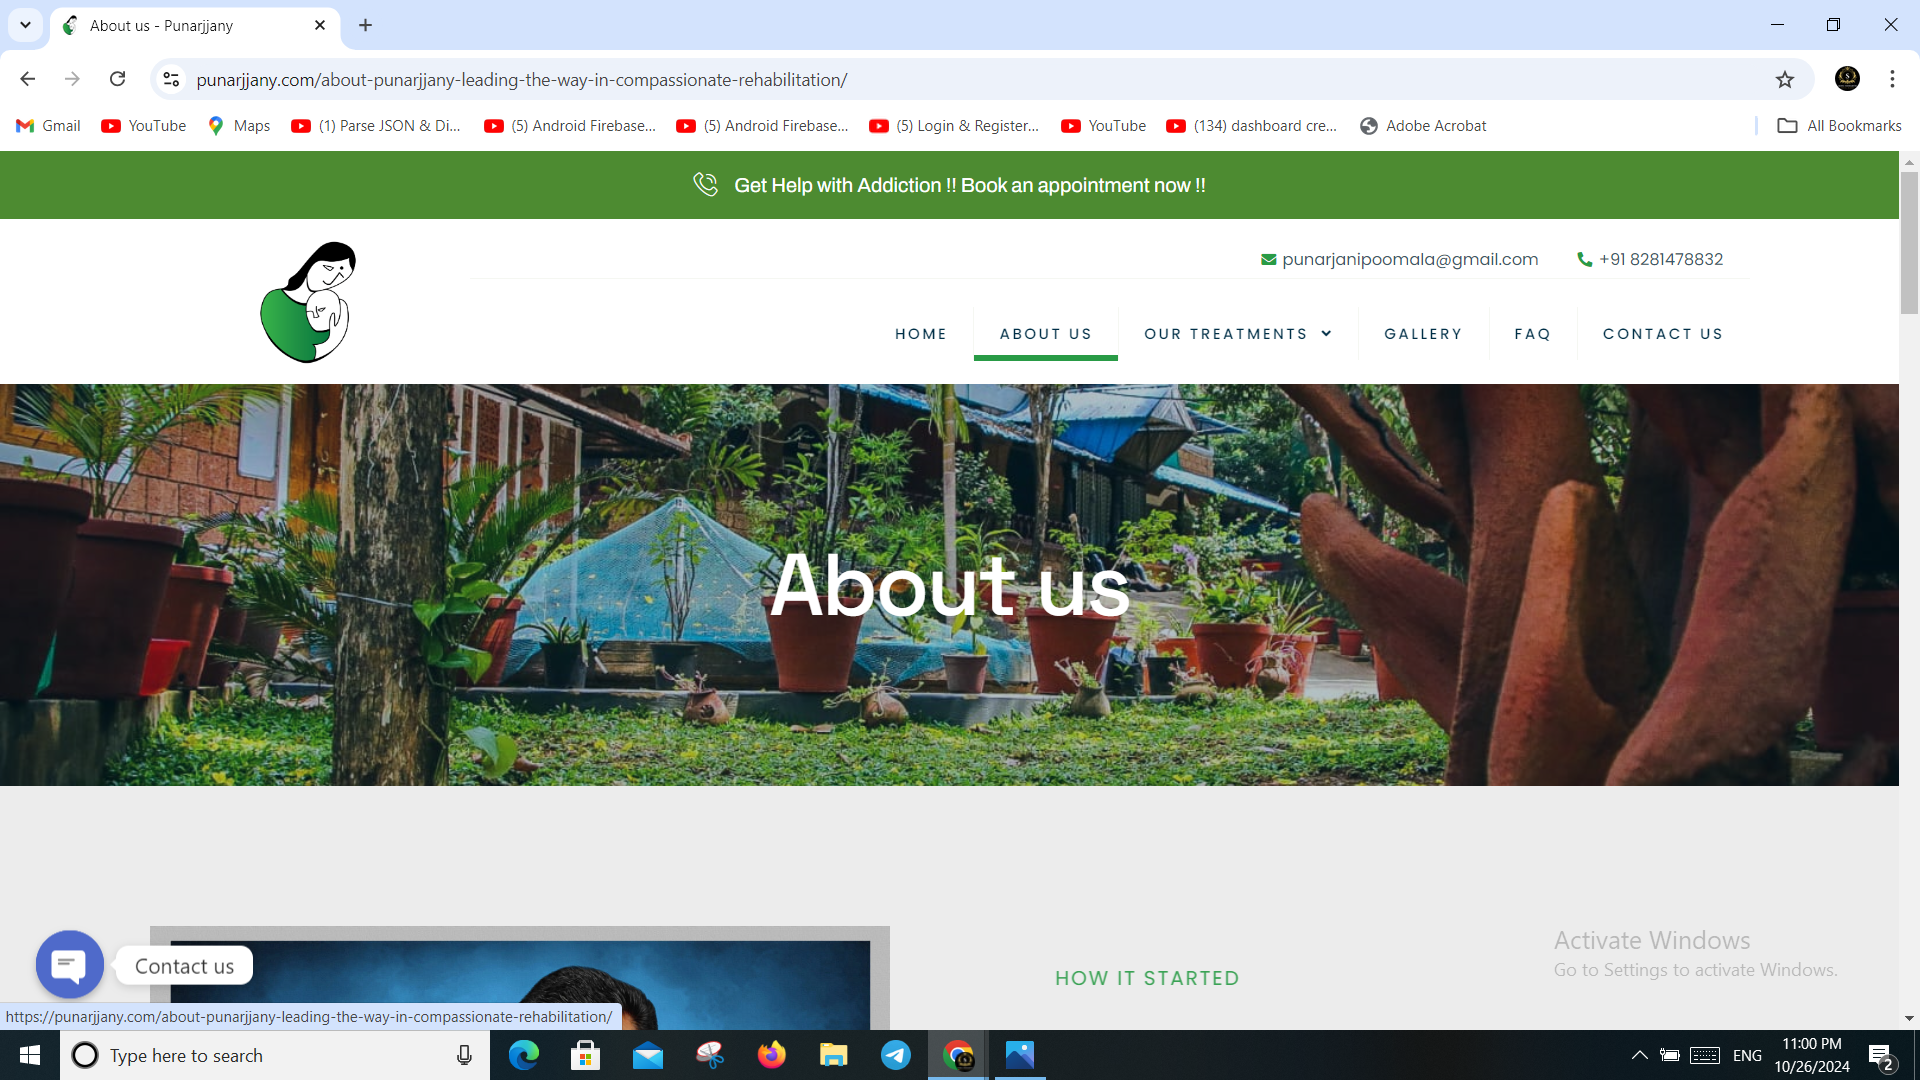 About us - Punarjjany
punarjjany.com/about-punarjjany-leading-the-way-in-compassionate-rehabilitation/
Gmail
YouTube
Maps
(1) Parse JSON & Di...
(5) Android Firebase...
(5) Android Firebase...
(5) Login & Register...
YouTube
(134) dashboard cre...
Adobe Acrobat
All Bookmarks
Get Help with Addiction !! Book an appointment now !!
punarjanipoomala@gmail.com
+91 8281478832
HOME
ABOUT US
OUR TREATMENTS
GALLERY
FAQ
CONTACT US
About us
HOW IT STARTED
Contact us
Activate Windows
Go to Settings to activate Windows.
https://punarjjany.com/about-punarjjany-leading-the-way-in-compassionate-rehabilitation/
Type here to search
ENG
11:00 PM
10/26/2024
2